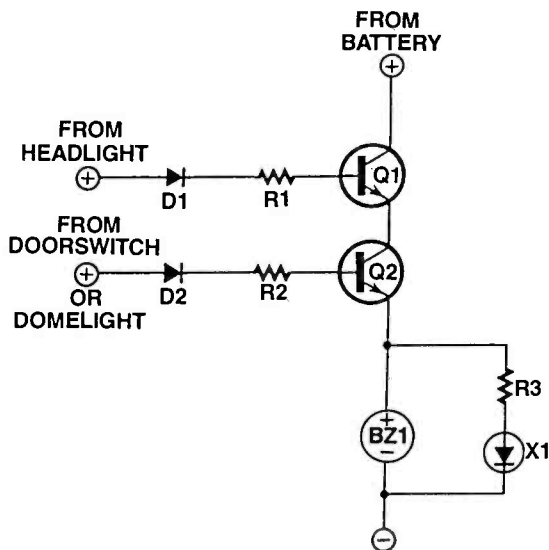 FROM
BATTERY
+
FROM
HEADLIGHT
+
D1
R1
Q1
FROM
DOORSWITCH
+
OR
DOMELIGHT
D2
R2
Q2
R3
+
BZ1
−
X1
−